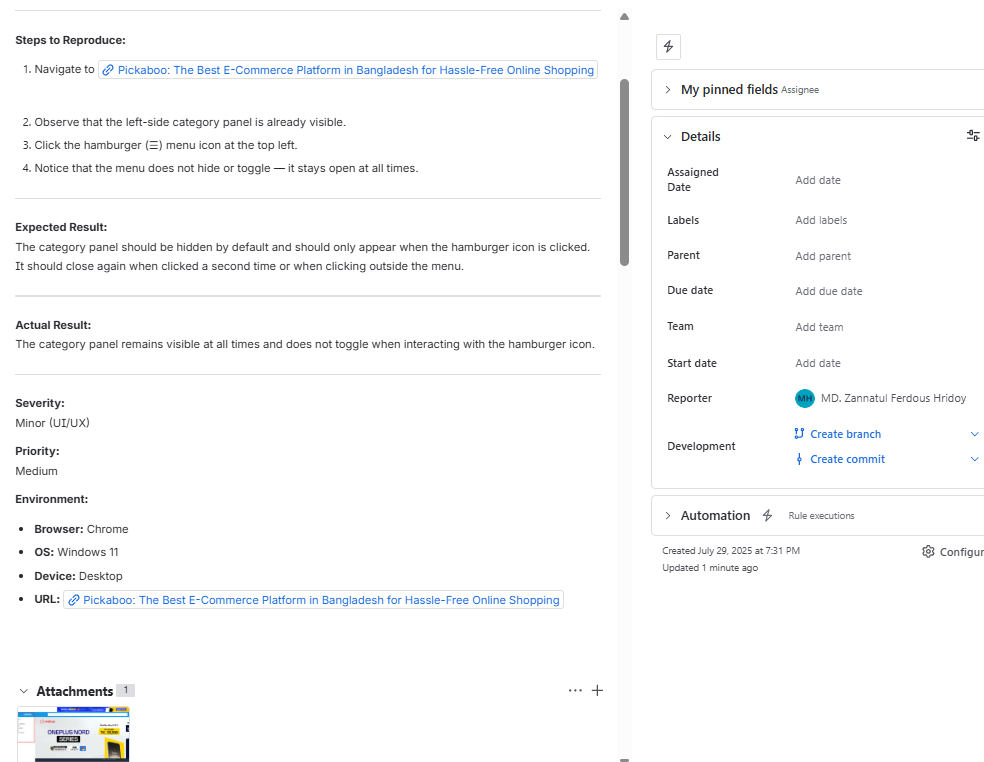 Steps to Reproduce:
1. Navigate to Pickaboo: The Best E-Commerce Platform in Bangladesh for Hassle-Free Online Shopping
2. Observe that the left-side category panel is already visible.
3. Click the hamburger (☰) menu icon at the top left.
4. Notice that the menu does not hide or toggle — it stays open at all times.
Expected Result:
The category panel should be hidden by default and should only appear when the hamburger icon is clicked.
It should close again when clicked a second time or when clicking outside the menu.
Actual Result:
The category panel remains visible at all times and does not toggle when interacting with the hamburger icon.
Severity:
Minor (UI/UX)
Priority:
Medium
Environment:
• Browser: Chrome
• OS: Windows 11
• Device: Desktop
• URL: Pickaboo: The Best E-Commerce Platform in Bangladesh for Hassle-Free Online Shopping
Attachments 1
ONEPLUS NORD
SERIES
My pinned fields Assignee
Details
Assigned
Date
Add date
Labels
Add labels
Parent
Add parent
Due date
Add due date
Team
Add team
Start date
Add date
Reporter
MH MD. Zannatul Ferdous Hridoy
Development
Create branch
Create commit
Automation Rule executions
Created July 29, 2025 at 7:31 PM
Updated 1 minute ago
Configur